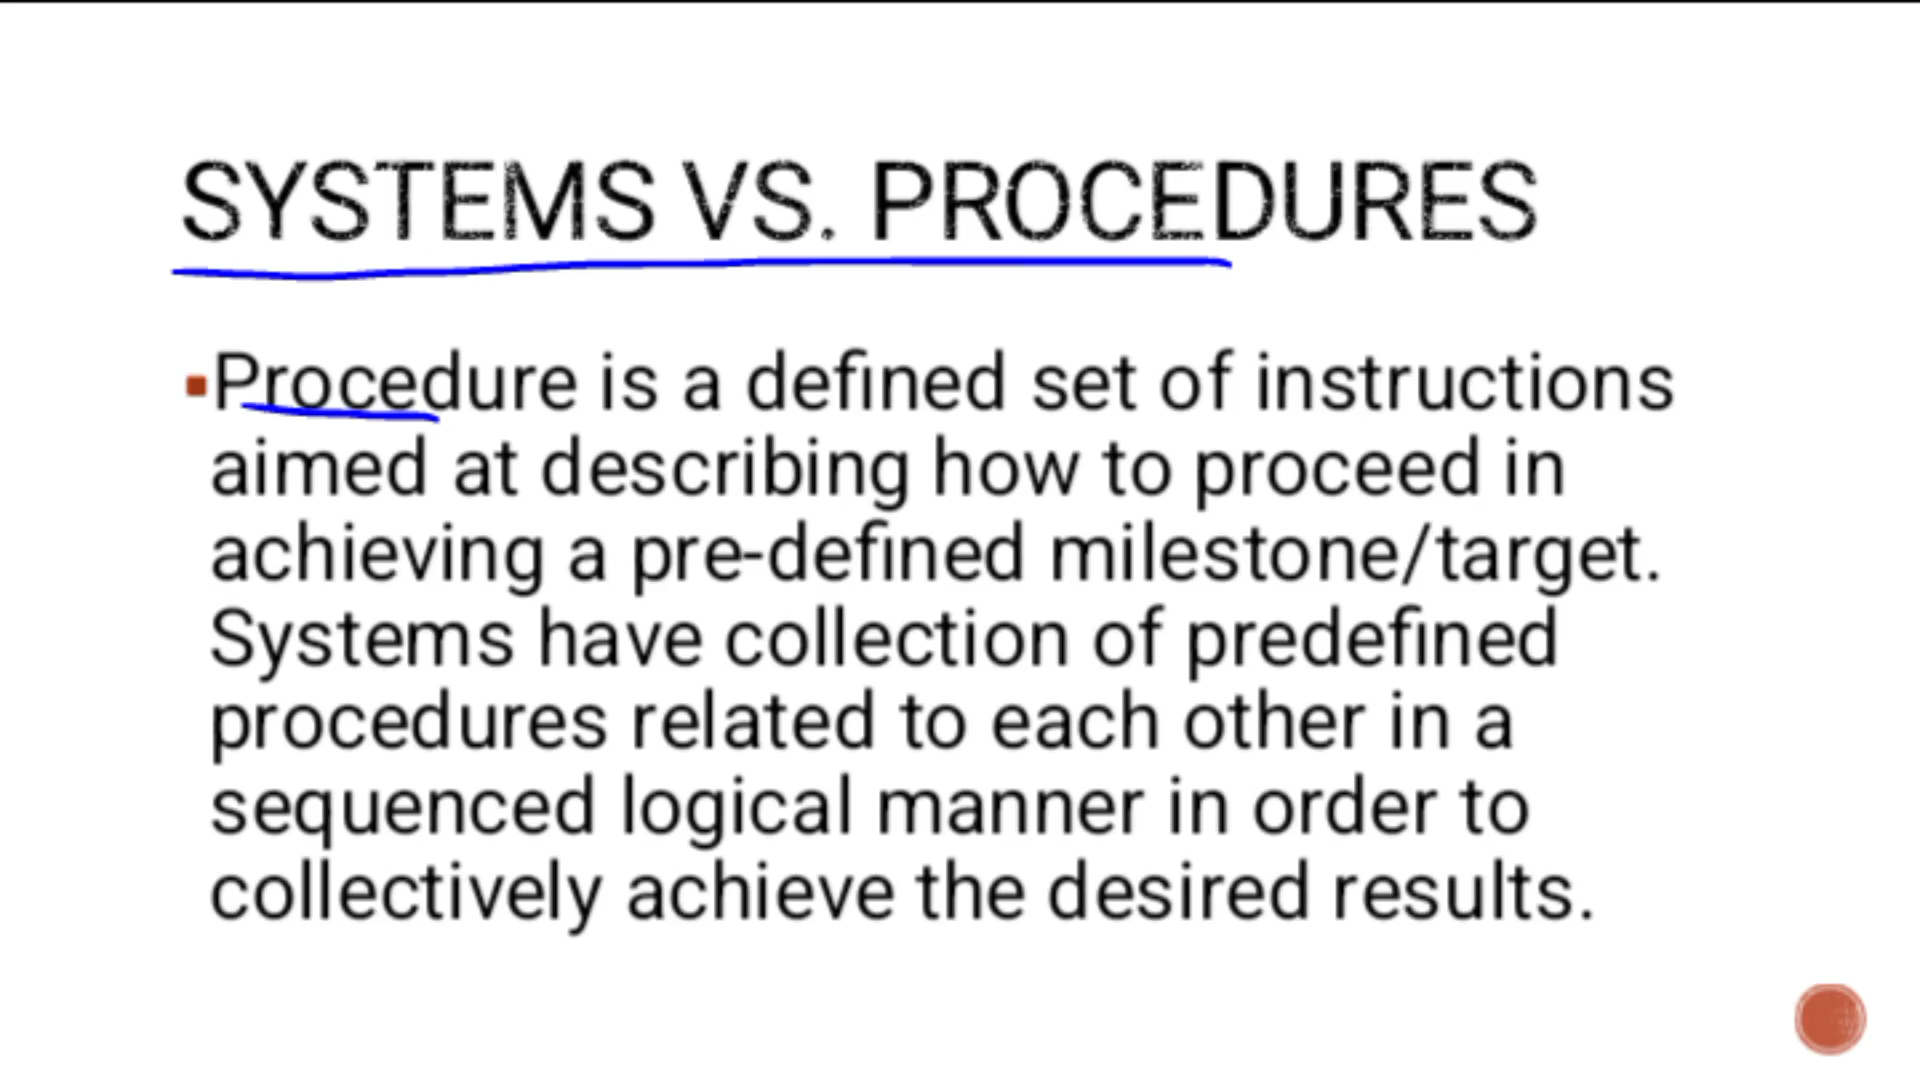 SYSTEMS VS. PROCEDURES
Procedure is a defined set of instructions
aimed at describing how to proceed in
achieving a pre-defined milestone/target.
Systems have collection of predefined
procedures related to each other in a
sequenced logical manner in order to
collectively achieve the desired results.